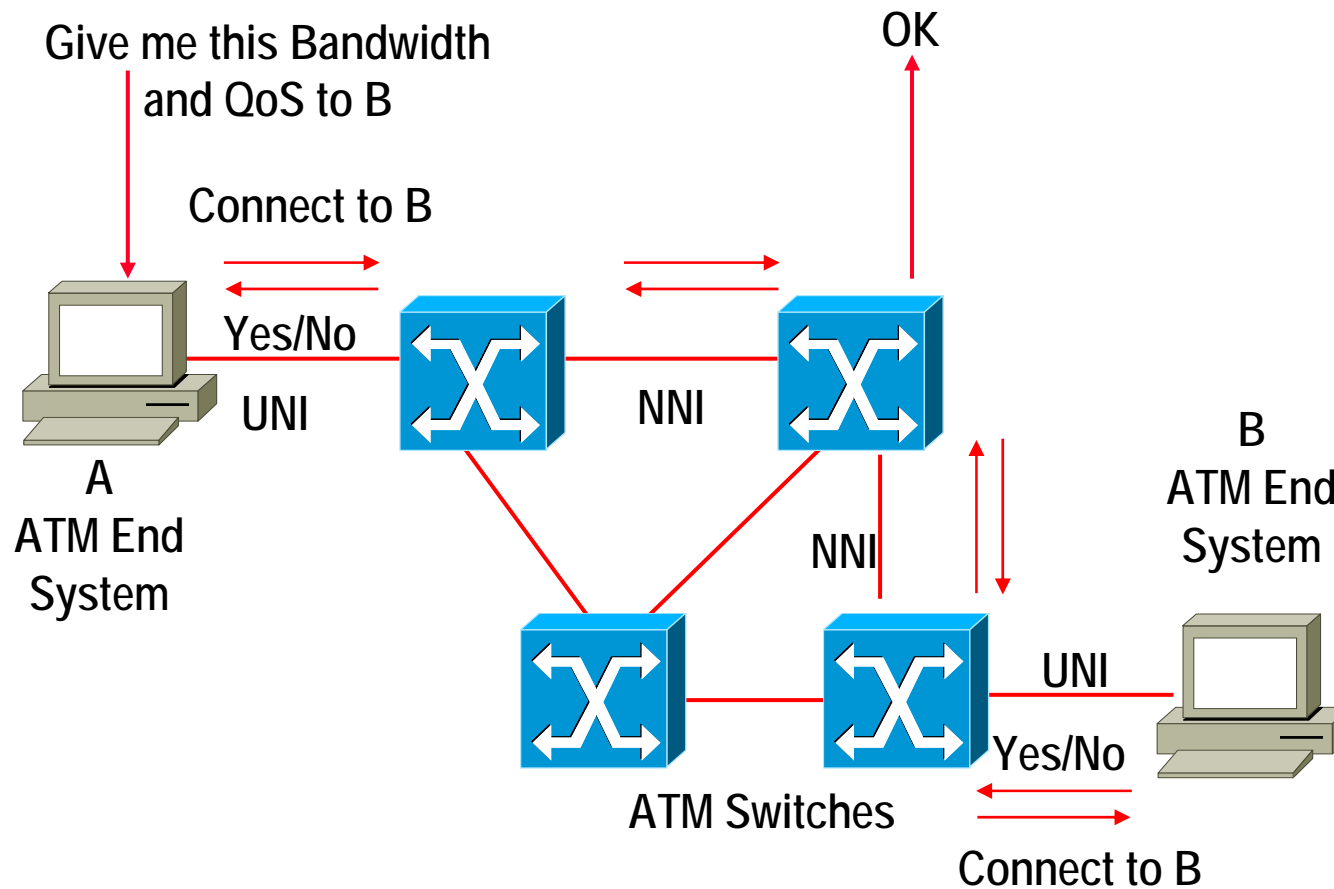 Give me this Bandwidth
and QoS to B
OK
Connect to B
Yes/No
UNI
NNI
A
ATM End
System
B
ATM End
System
NNI
UNI
Yes/No
ATM Switches
Connect to B